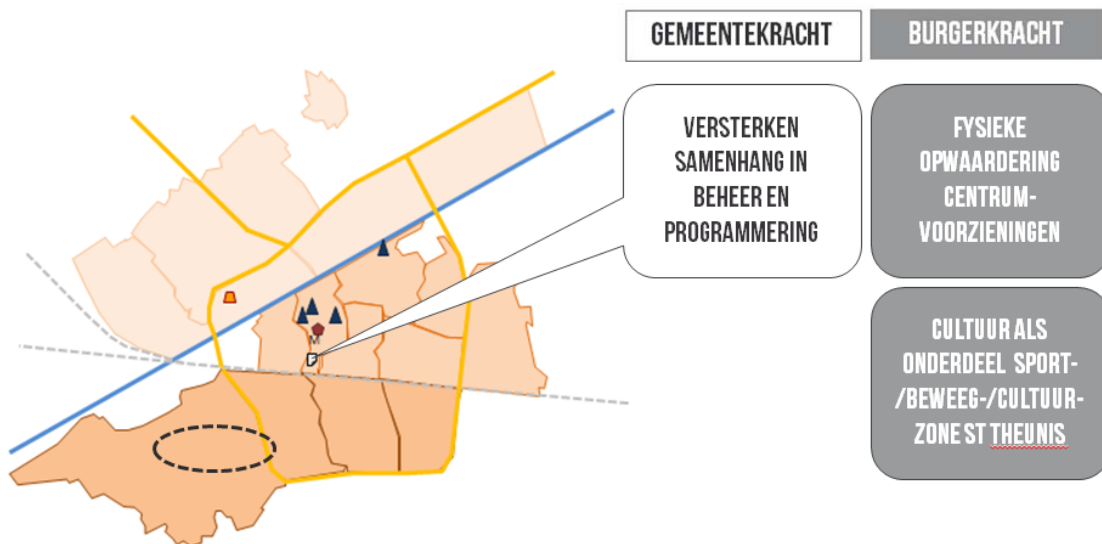 GEMEENTEKRACHT
BURGERKRACHT
VERSTERKEN
SAMENHANG IN
BEHEER EN
PROGRAMMERING
FYSIEKE
OPWAARDERING
CENTRUM-
VOORZIENINGEN
CULTUUR ALS
ONDERDEEL SPORT-
/BEWEEG-/CULTUUR-
ZONE ST THEUNIS
M
F